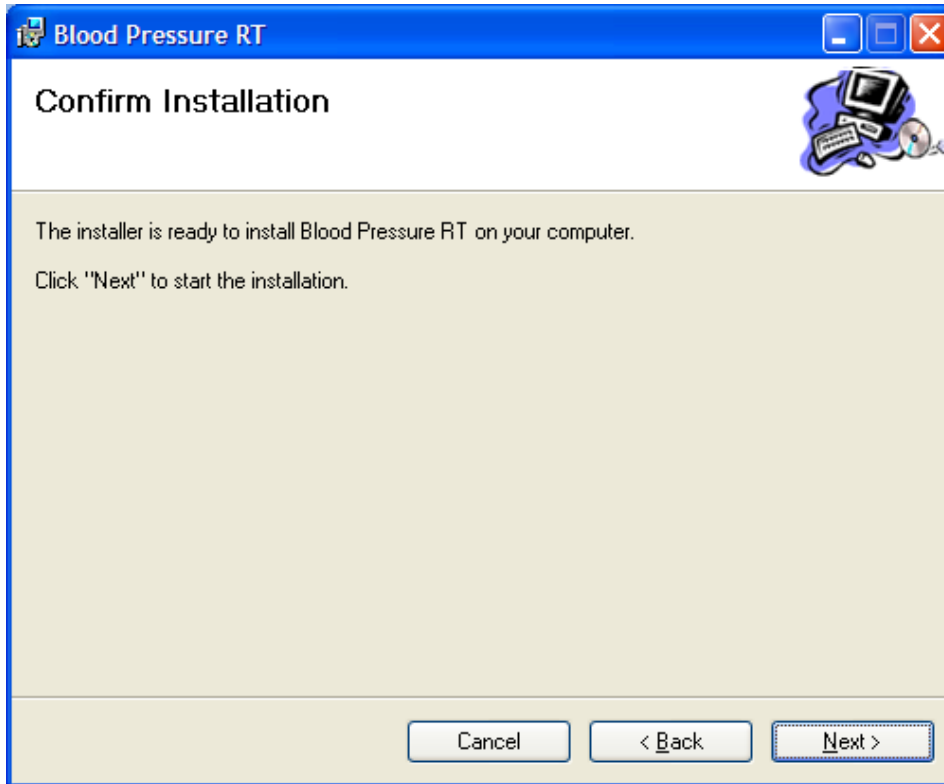 Blood Pressure RT
Confirm Installation
The installer is ready to install Blood Pressure RT on your computer.
Click "Next" to start the installation.
Cancel
< Back
Next >